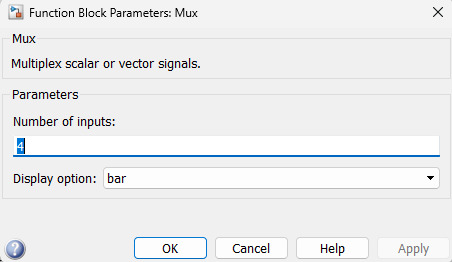 Function Block Parameters: Mux
Mux
Multiplex scalar or vector signals.
Parameters
Number of inputs:
4
Display option: bar
OK Cancel Help Apply